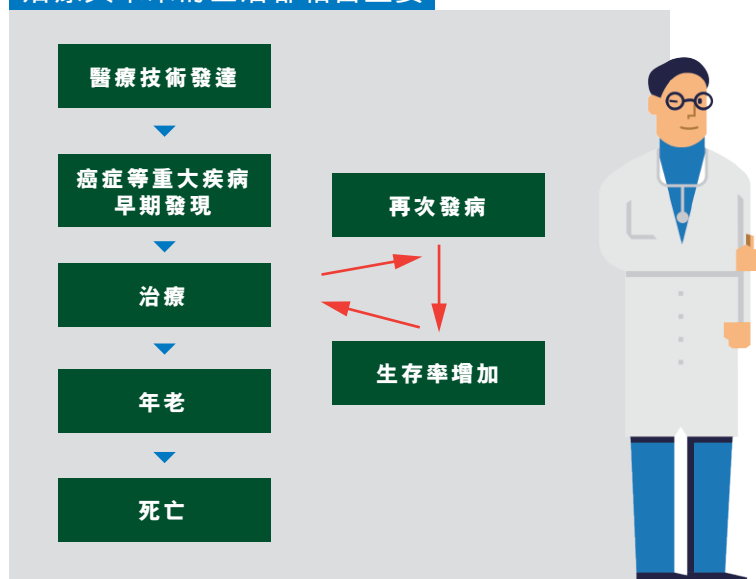 醫療技術發達
癌症等重大疾病
早期發現
治療
年老
死亡
再次發病
生存率增加